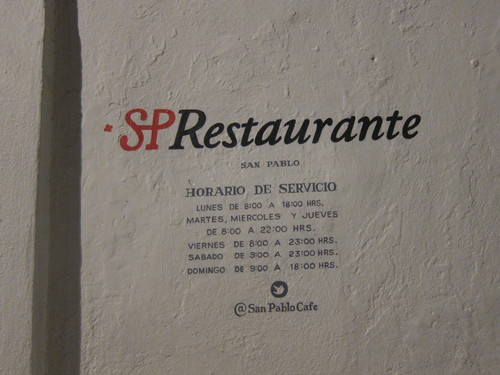 SP Restaurante
SAN PABLO
HORARIO DE SERVICIO
LUNES DE 8:00 A 18:00 HRS.
MARTES, MIERCOLES Y JUEVES
DE 8:00 A 22:00 HRS.
VIERNES DE 8:00 A 23:00 HRS.
SABADO DE 9:00 A 23:00 HRS.
DOMINGO DE 9:00 A 18:00 HRS.
@San Pablo Cafe